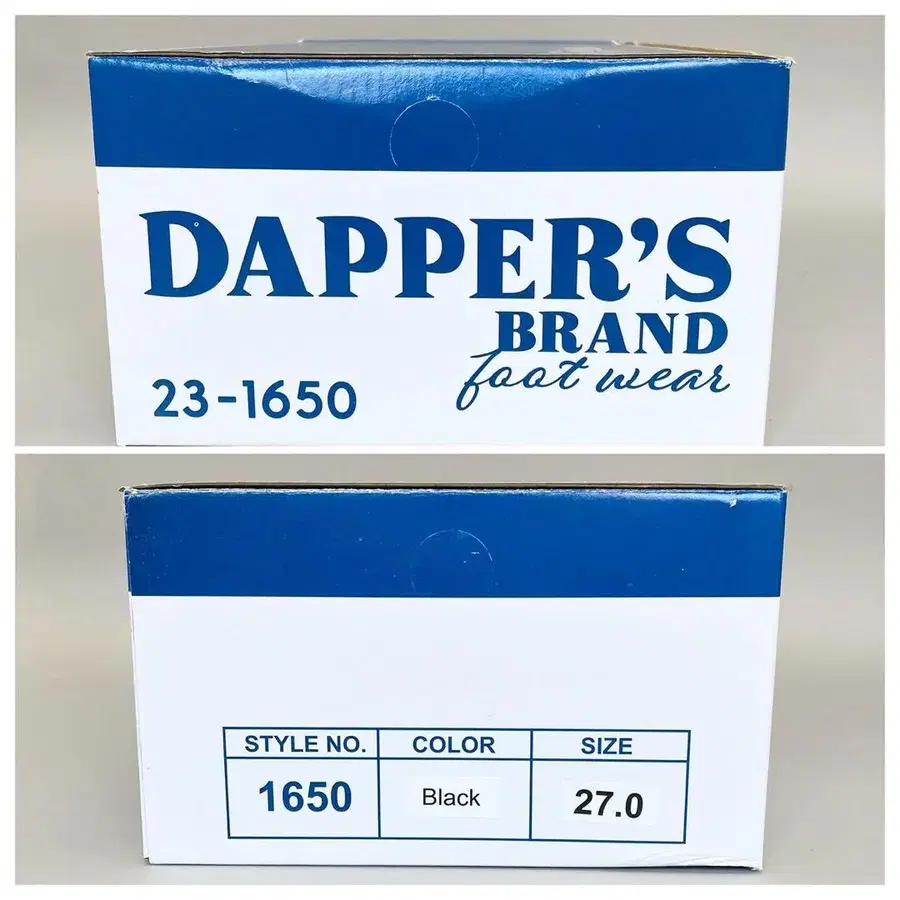 DAPPER'S
BRAND
foot wear
23-1650
STYLE NO. COLOR SIZE
1650 Black 27.0